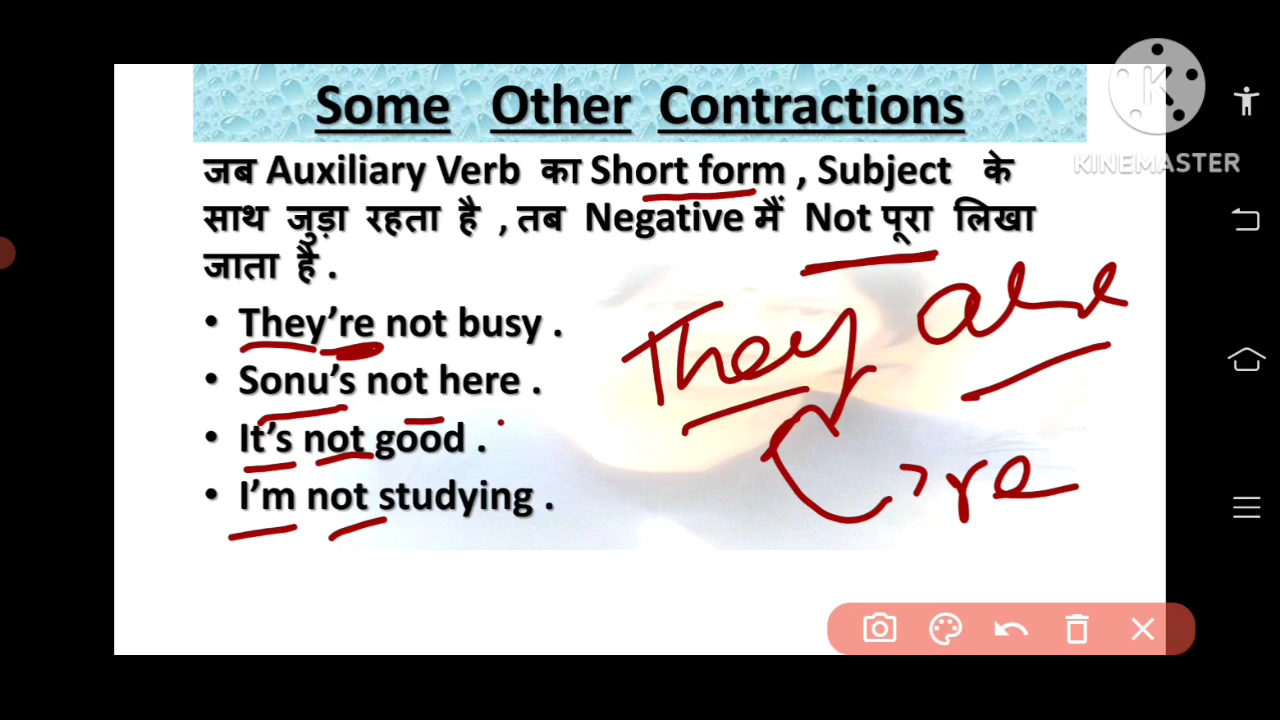 Some Other Contractions
KINEMASTER
जब Auxiliary Verb का Short form , Subject के
साथ जुड़ा रहता है , तब Negative मैं Not पूरा लिखा
जाता है .
• They're not busy .
• Sonu's not here .
• It's not good .
• I'm not studying .
They are
're